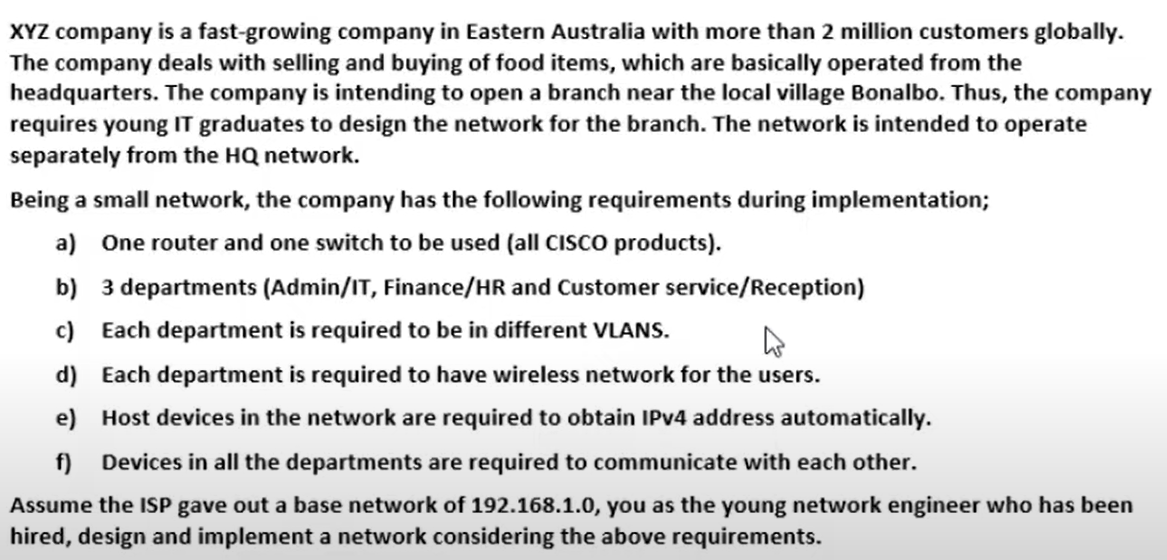 XYZ company is a fast-growing company in Eastern Australia with more than 2 million customers globally.
The company deals with selling and buying of food items, which are basically operated from the
headquarters. The company is intending to open a branch near the local village Bonalbo. Thus, the company
requires young IT graduates to design the network for the branch. The network is intended to operate
separately from the HQ network.
Being a small network, the company has the following requirements during implementation;
a) One router and one switch to be used (all CISCO products).
b) 3 departments (Admin/IT, Finance/HR and Customer service/Reception)
c) Each department is required to be in different VLANS.
d) Each department is required to have wireless network for the users.
e) Host devices in the network are required to obtain IPv4 address automatically.
f) Devices in all the departments are required to communicate with each other.
Assume the ISP gave out a base network of 192.168.1.0, you as the young network engineer who has been
hired, design and implement a network considering the above requirements.